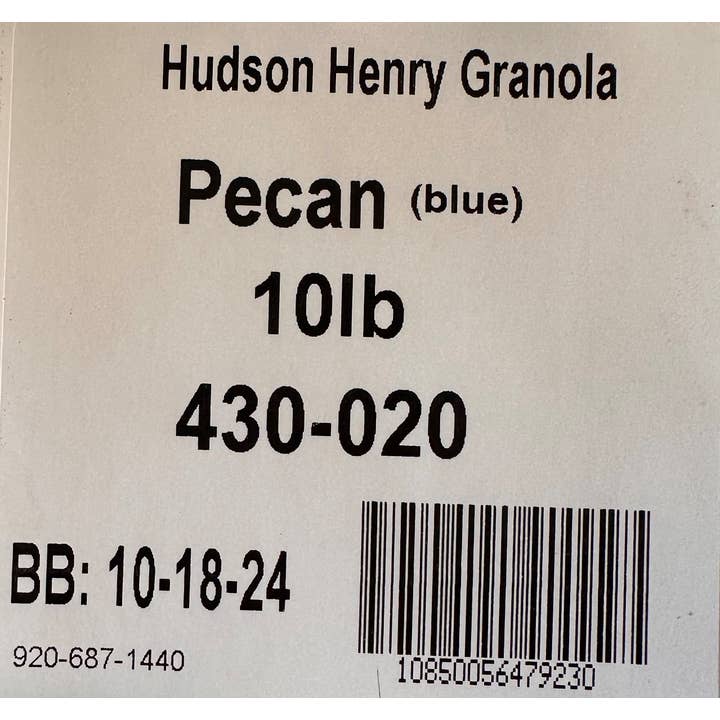 Hudson Henry Granola
Pecan (blue)
10lb
430-020
BB: 10-18-24
920-687-1440
10850056479230